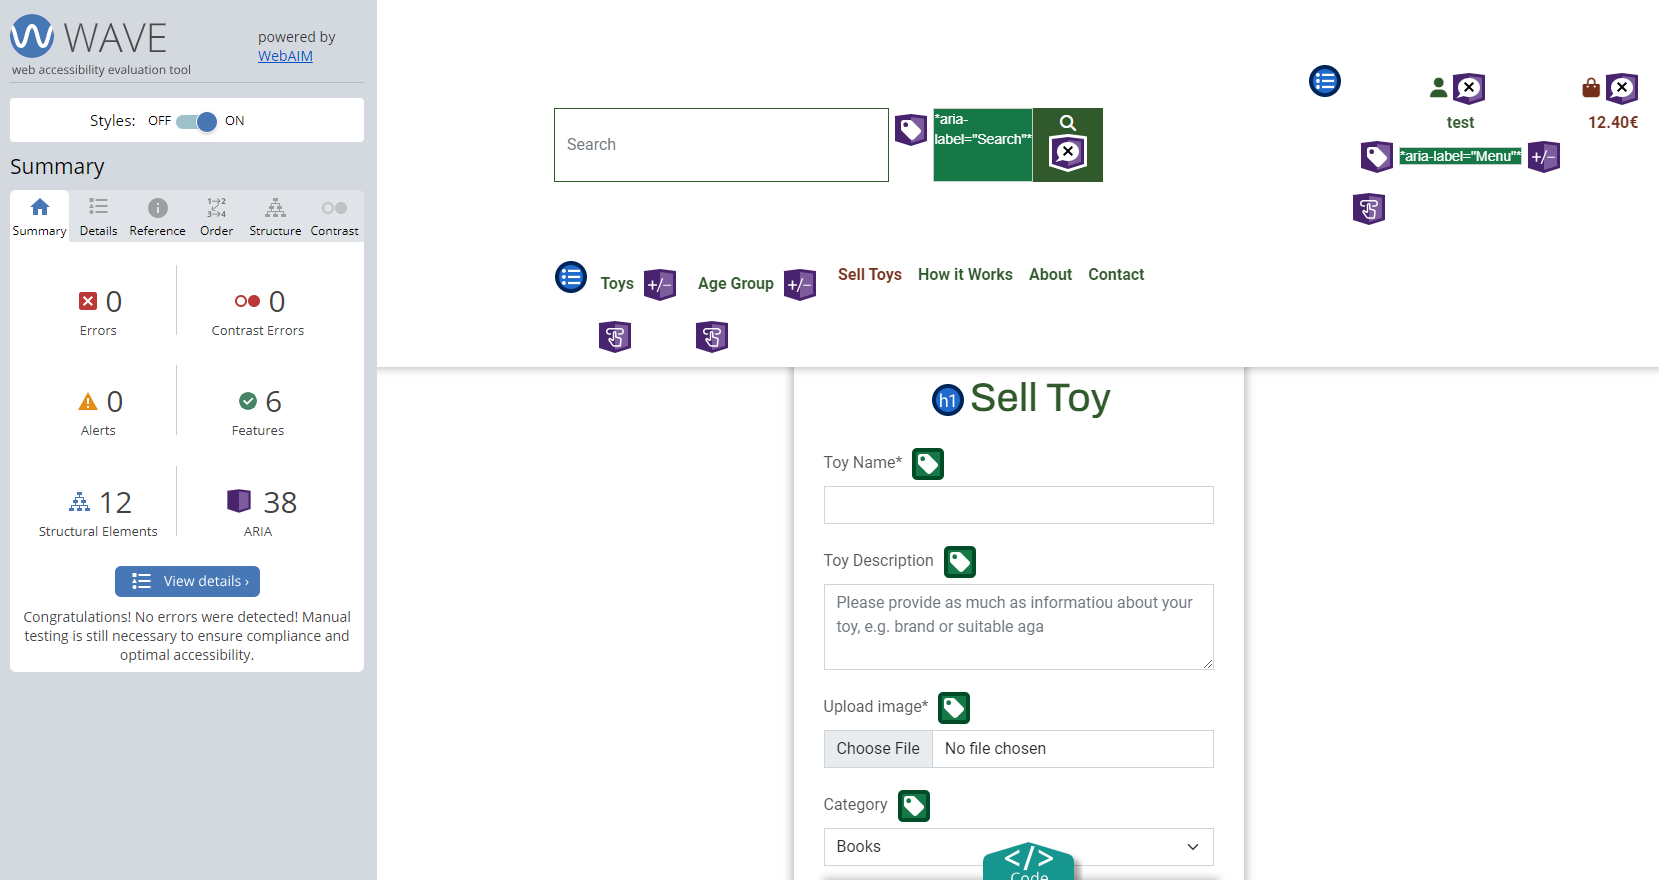 WAVE
web accessibility evaluation tool
powered by
WebAIM
Styles: OFF ON
Summary
Summary Details Reference Order Structure Contrast
0
Errors
0
Contrast Errors
0
Alerts
6
Features
12
Structural Elements
38
ARIA
View details ›
Congratulations! No errors were detected! Manual
testing is still necessary to ensure compliance and
optimal accessibility.
Search
*aria-
label="Search"*
test
12.40€
*aria-label="Menu"*
+/−
Toys +/− Age Group +/− Sell Toys How it Works About Contact
h1 Sell Toy
Toy Name*
Toy Description
Please provide as much as informatiou about your
toy, e.g. brand or suitable aga
Upload image*
Choose File No file chosen
Category
Books
</>
Code